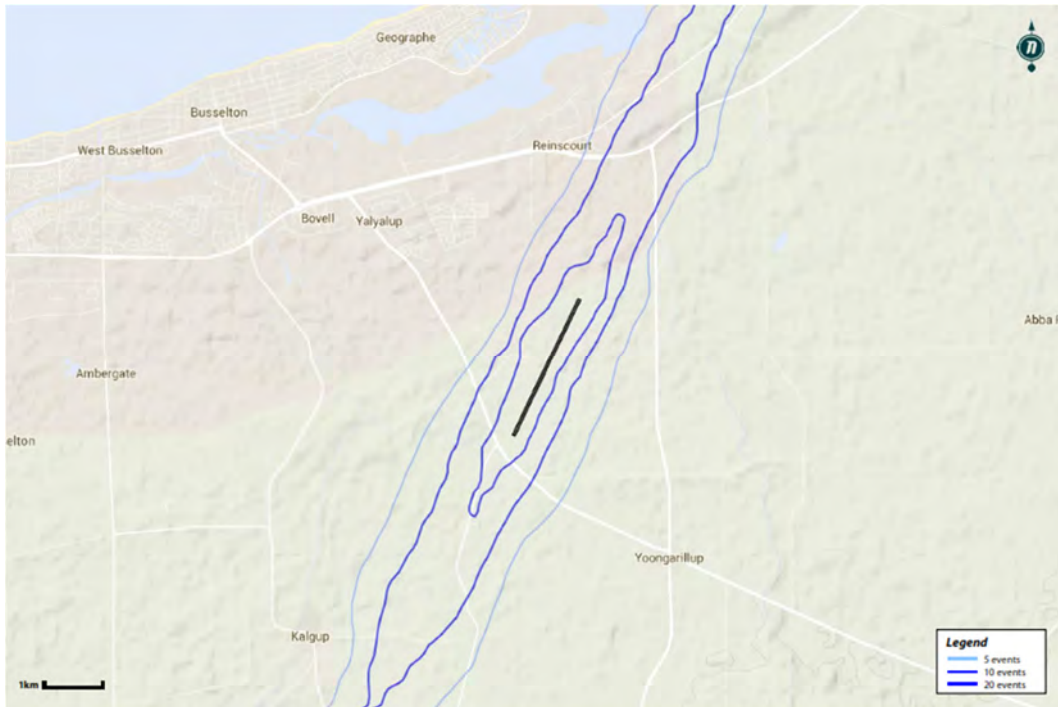 Geographe
n
Busselton
West Busselton
Reinscourt
Bovell
Yalyalup
Abba
Ambergate
elton
Yoongarillup
Kalgup
Legend
5 events
10 events
20 events
1km